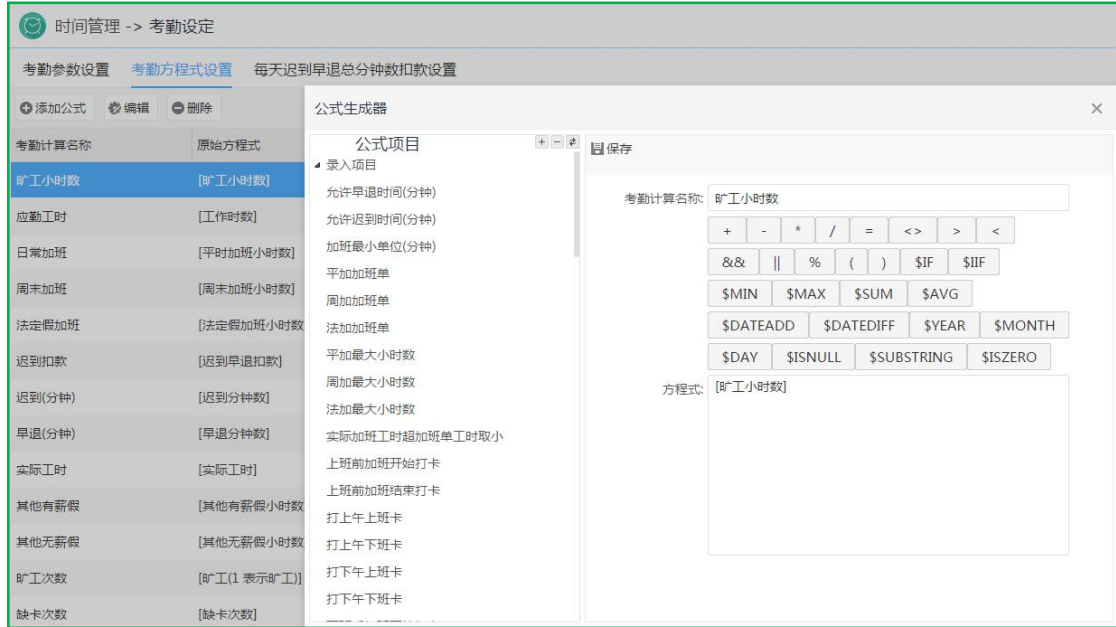 时间管理 -> 考勤设定
考勤参数设置 考勤方程式设置 每天迟到早退总分钟数扣款设置
添加公式 编辑 删除
考勤计算名称 原始方程式
旷工小时数 [旷工小时数]
应勤工时 [工作时数]
日常加班 [平时加班小时数]
周末加班 [周末加班小时数]
法定假加班 [法定假加班小时数
迟到扣款 [迟到早退扣款]
迟到(分钟) [迟到分钟数]
早退(分钟) [早退分钟数]
实际工时 [实际工时]
其他有薪假 [其他有薪假小时数
其他无薪假 [其他无薪假小时数
旷工次数 [旷工(1 表示旷工)]
缺卡次数 [缺卡次数]
公式生成器
公式项目
录入项目
允许早退时间(分钟)
允许迟到时间(分钟)
加班最小单位(分钟)
平加加班单
周加加班单
法加加班单
平加最大小时数
周加最大小时数
法加最大小时数
实际加班工时超加班单工时取小
上班前加班开始打卡
上班前加班结束打卡
打上午上班卡
打上午下班卡
打下午上班卡
打下午下班卡
保存
考勤计算名称: 旷工小时数
+ - * / = <> > <
&& || % ( ) $IF $IIF
$MIN $MAX $SUM $AVG
$DATEADD $DATEDIFF $YEAR $MONTH
$DAY $ISNULL $SUBSTRING $ISZERO
方程式: [旷工小时数]